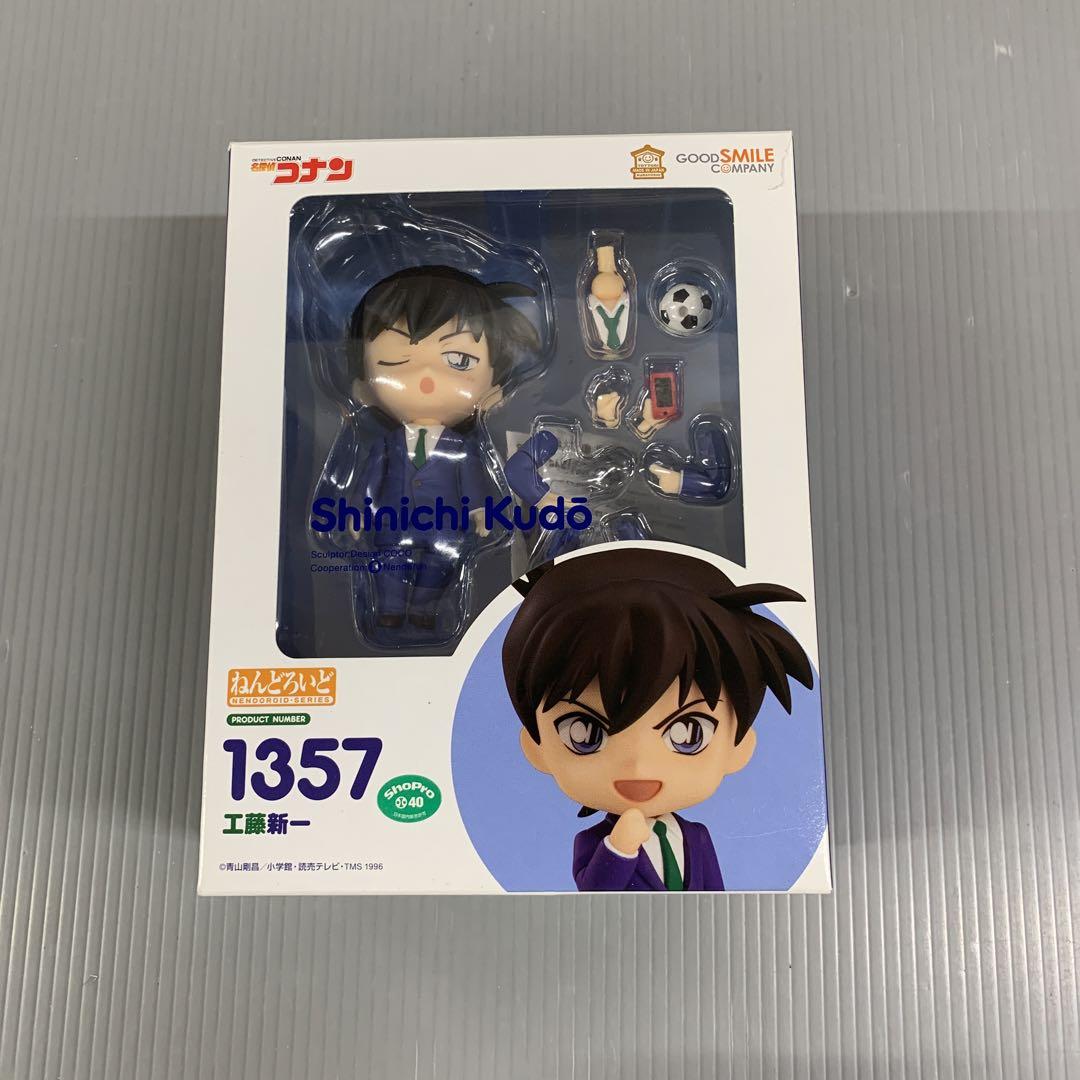 DETECTIVE CONAN
名探偵コナン
MADE IN JAPAN
GOODSMILE
COMPANY
Shinichi Kudō
Sculptor:Design COCO
Cooperation: Nendoron
ねんどろいど
NENDOROID・SERIES
PRODUCT NUMBER
1357
工藤新一
ShoPro
40
©青山剛昌／小学館・読売テレビ・TMS 1996